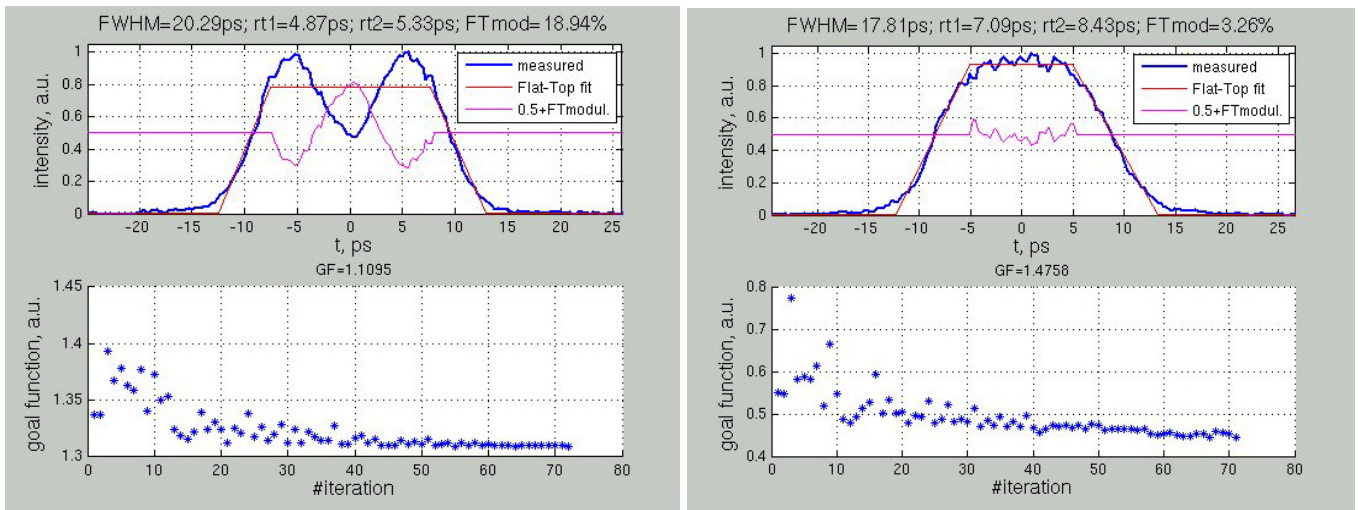 FWHM=20.29ps; rt1=4.87ps; rt2=5.33ps; FTmod=18.94%
1
0.8
0.6
0.4
0.2
0
intensity, a.u.
measured
Flat-Top fit
0.5+FTmodul.
-20 -15 -10 -5 0 5 10 15 20 25
t, ps
GF=1.1095
1.45
1.4
1.35
1.3
goal function, a.u.
0 10 20 30 40 50 60 70 80
#iteration
FWHM=17.81ps; rt1=7.09ps; rt2=8.43ps; FTmod=3.26%
1
0.8
0.6
0.4
0.2
0
intensity, a.u.
measured
Flat-Top fit
0.5+FTmodul.
-20 -15 -10 -5 0 5 10 15 20 25
t, ps
GF=1.4758
0.8
0.7
0.6
0.5
0.4
goal function, a.u.
0 10 20 30 40 50 60 70 80
#iteration